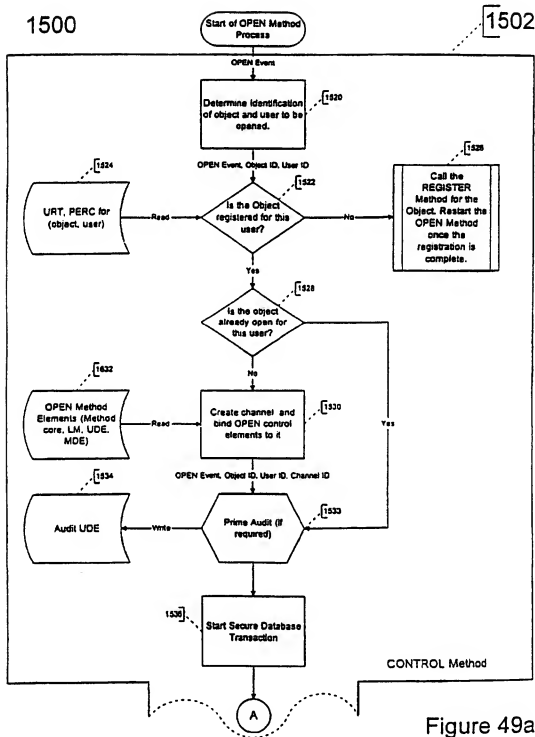 1500
Start of OPEN Method
Process
1502
OPEN Event
Determine Identification
of object and user to be
opened.
1520
OPEN Event, Object ID, User ID
1524
URT, PERC for
(object, user)
Read
1522
Is the Object
registered for this
user?
No
1526
Call the
REGISTER
Method for the
Object. Restart the
OPEN Method
once the
registration is
complete.
Yes
1528
Is the object
already open for
this user?
No
Yes
1632
OPEN Method
Elements (Method
core, LM, UDE,
MDE)
Read
Create channel and
bind OPEN control
elements to it
1530
OPEN Event, Object ID, User ID, Channel ID
1534
Audit UDE
Write
Prime Audit (if
required)
1533
1536
Start Secure Database
Transaction
CONTROL Method
A
Figure 49a